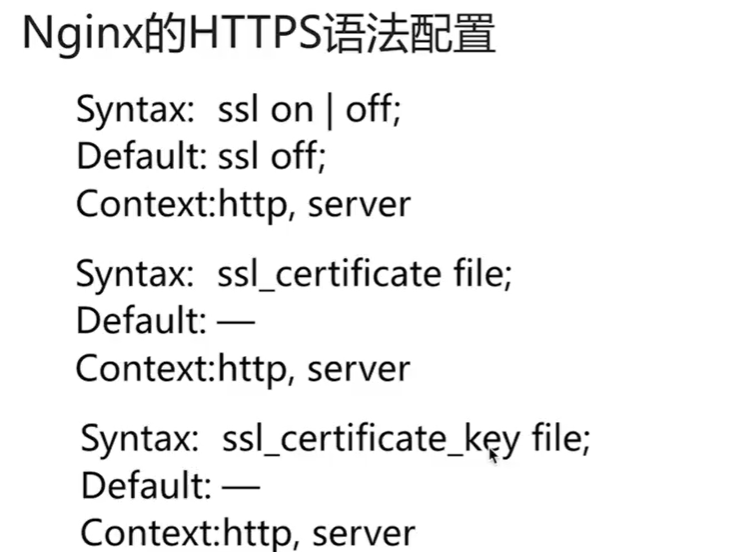 Nginx的HTTPS语法配置
Syntax: ssl on | off;
Default: ssl off;
Context:http, server
Syntax: ssl_certificate file;
Default: —
Context:http, server
Syntax: ssl_certificate_key file;
Default: —
Context:http, server